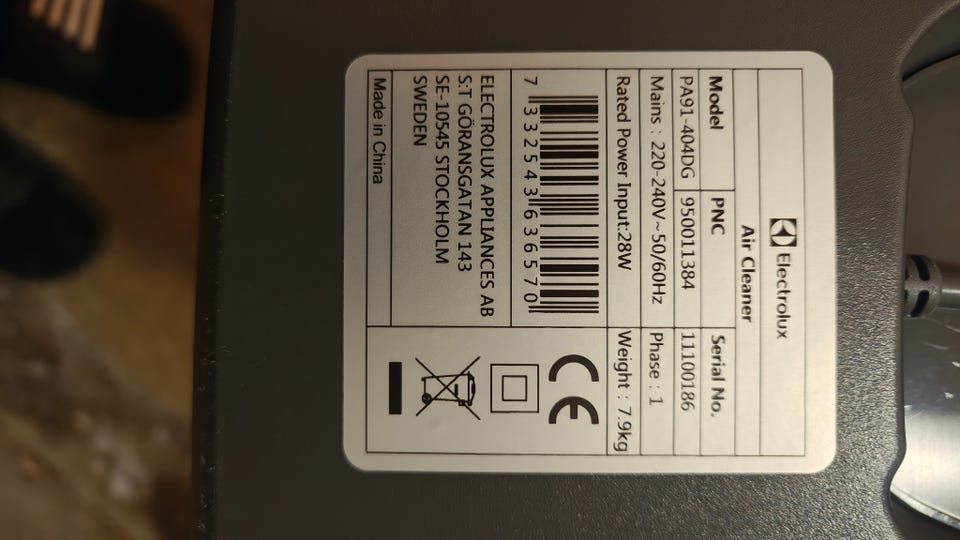 Electrolux
Air Cleaner
Model PNC Serial No.
PA91-404DG 950011384 11100186
Mains : 220-240V~50/60Hz Phase : 1
Rated Power Input:28W Weight : 7.9kg
7 332543 636570
CE
ELECTROLUX APPLIANCES AB
S:T GÖRANSGATAN 143
SE-10545 STOCKHOLM
SWEDEN
Made in China